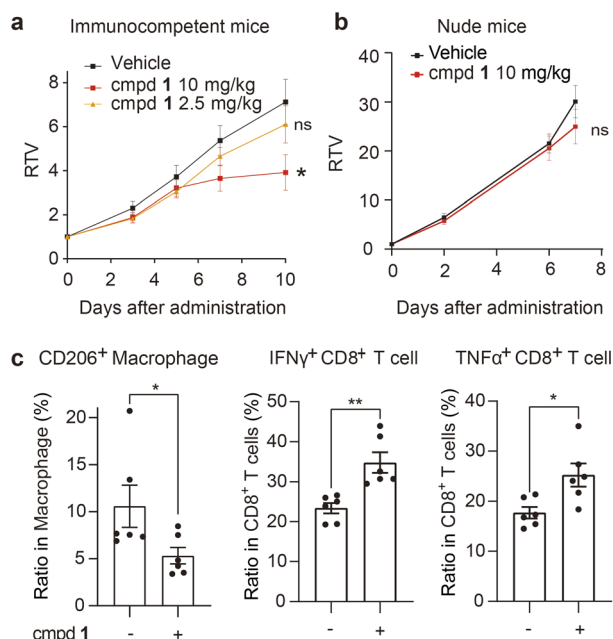 a Immunocompetent mice
Vehicle
cmpd 1 10 mg/kg
cmpd 1 2.5 mg/kg
8
6
4
2
0
RTV
ns
*
0 2 4 6 8 10
Days after administration
b Nude mice
Vehicle
cmpd 1 10 mg/kg
40
30
20
10
0
RTV
ns
0 2 4 6 8
Days after administration
c CD206+ Macrophage
*
20
15
10
5
0
Ratio in Macrophage (%)
cmpd 1 - +
IFNγ+ CD8+ T cell
**
50
40
30
20
10
0
Ratio in CD8+ T cells (%)
- +
TNFα+ CD8+ T cell
*
40
30
20
10
0
Ratio in CD8+ T cells (%)
- +